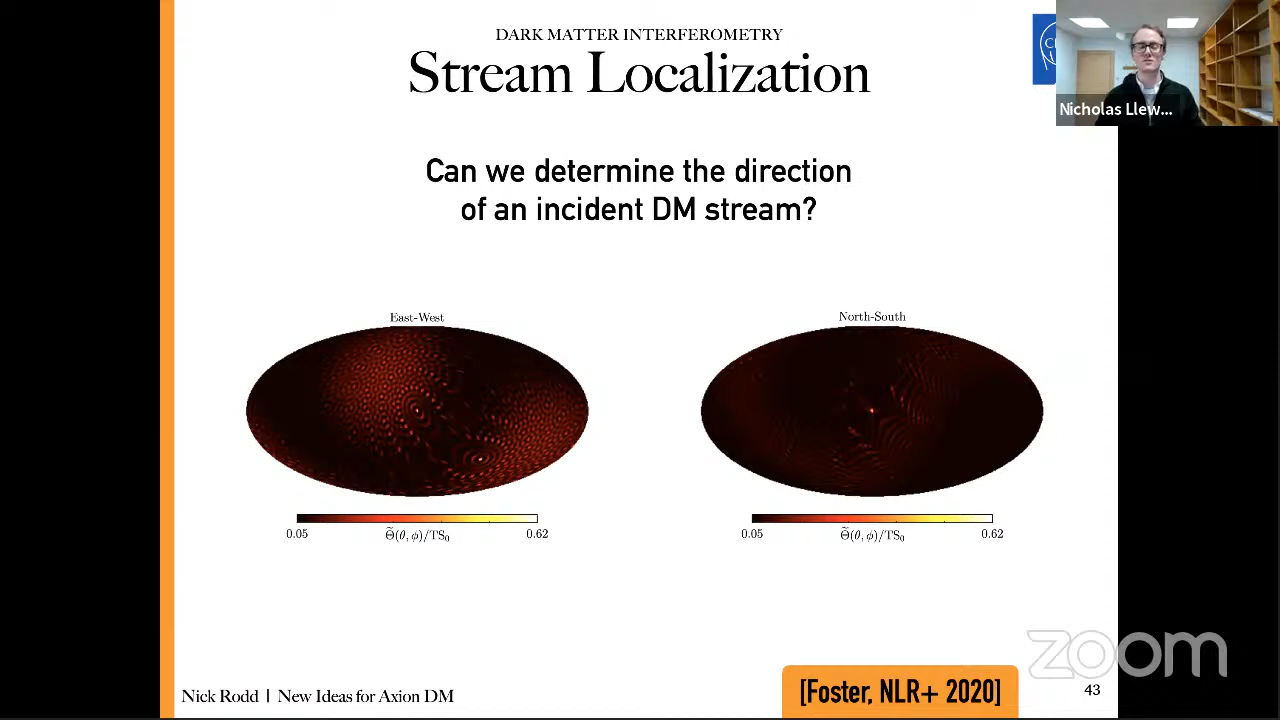 DARK MATTER INTERFEROMETRY
Stream Localization
Nicholas Llew...
Can we determine the direction
of an incident DM stream?
East-West
North-South
0.05
Θ̃(θ, ϕ)/TS₀
0.62
0.05
Θ̃(θ, ϕ)/TS₀
0.62
zoom
Nick Rodd | New Ideas for Axion DM
[Foster, NLR+ 2020]
43